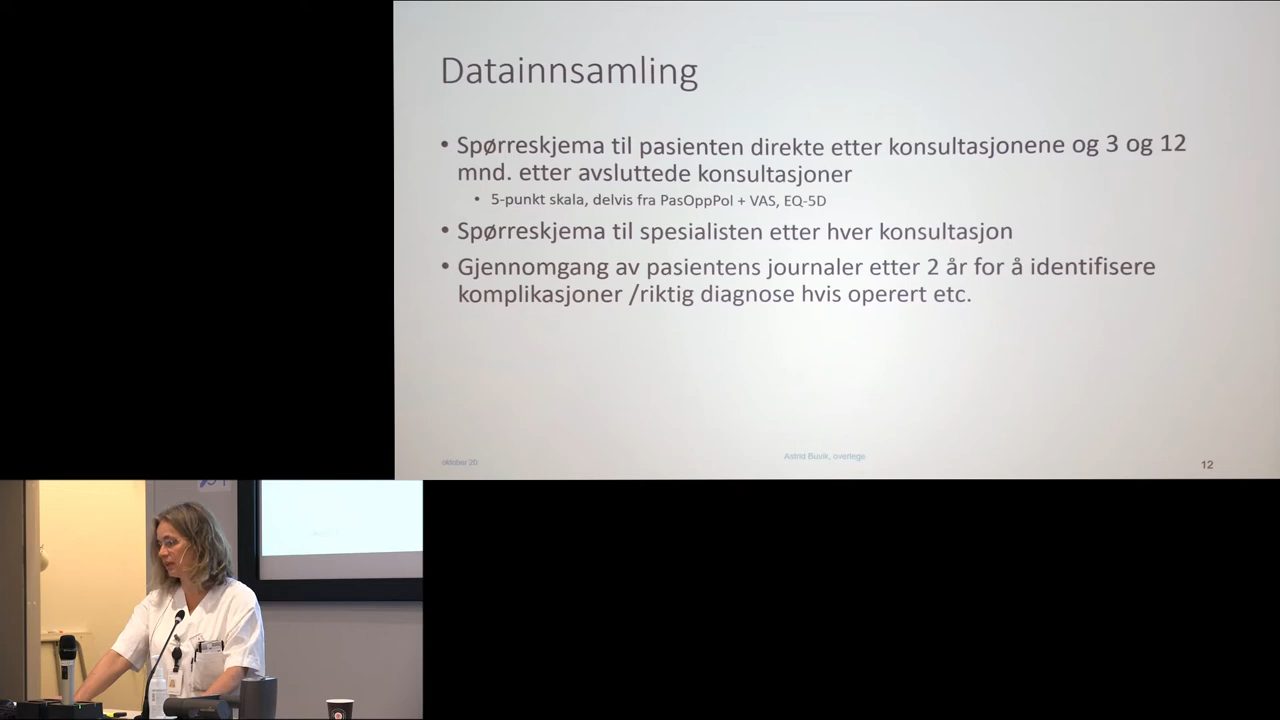 Datainnsamling
• Spørreskjema til pasienten direkte etter konsultasjonene og 3 og 12
mnd. etter avsluttede konsultasjoner
• 5-punkt skala, delvis fra PasOppPol + VAS, EQ-5D
• Spørreskjema til spesialisten etter hver konsultasjon
• Gjennomgang av pasientens journaler etter 2 år for å identifisere
komplikasjoner /riktig diagnose hvis operert etc.
oktober 20
Astrid Buvik, overlege
12